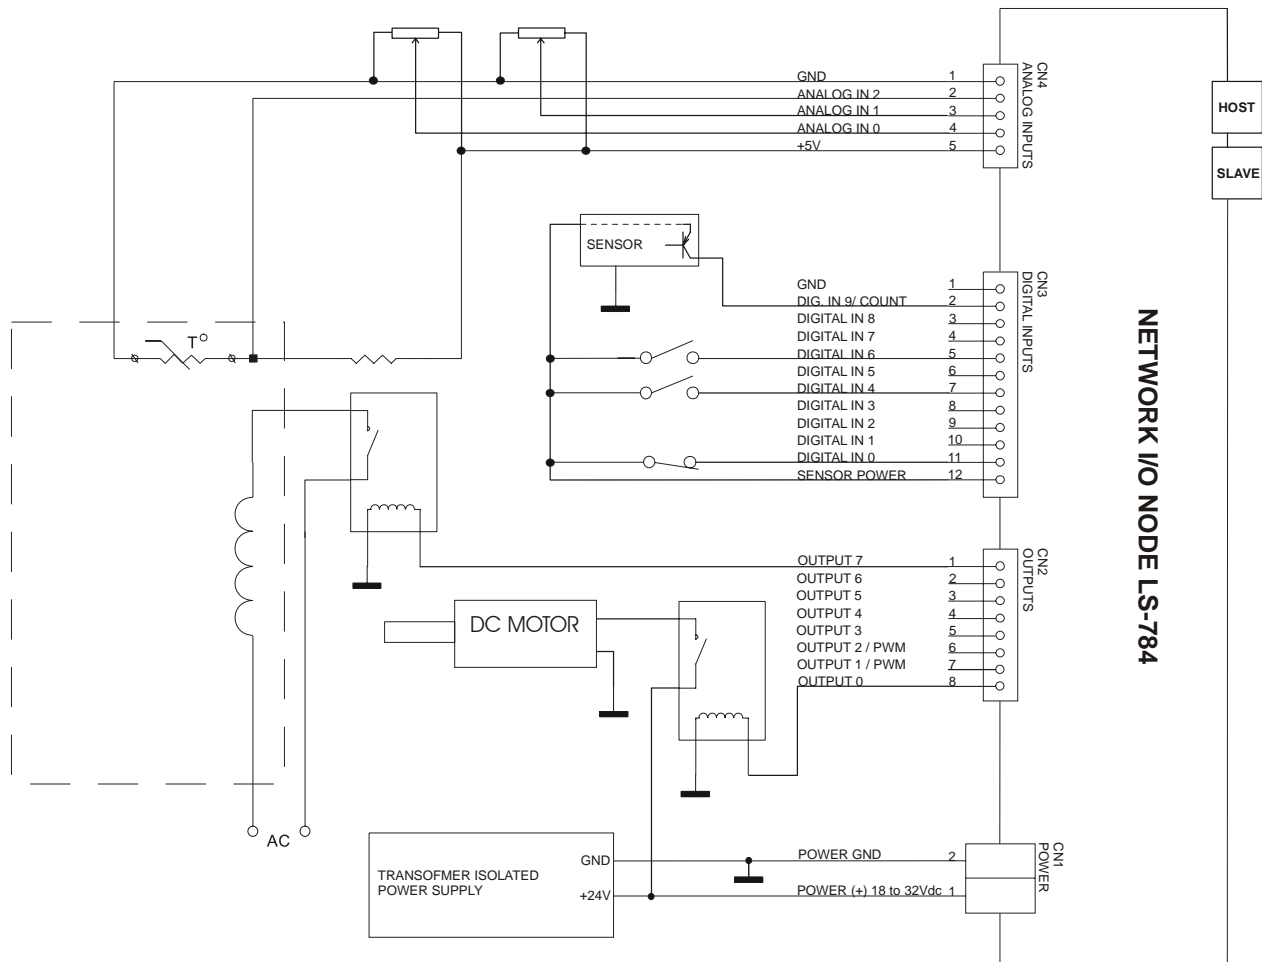 GND 1
ANALOG IN 2 2
ANALOG IN 1 3
ANALOG IN 0 4
+5V 5
CN4
ANALOG INPUTS
HOST
SLAVE
SENSOR
GND 1
DIG. IN 9/ COUNT 2
DIGITAL IN 8 3
DIGITAL IN 7 4
DIGITAL IN 6 5
DIGITAL IN 5 6
DIGITAL IN 4 7
DIGITAL IN 3 8
DIGITAL IN 2 9
DIGITAL IN 1 10
DIGITAL IN 0 11
SENSOR POWER 12
CN3
DIGITAL INPUTS
NETWORK I/O NODE LS-784
T°
OUTPUT 7 1
OUTPUT 6 2
OUTPUT 5 3
OUTPUT 4 4
OUTPUT 3 5
OUTPUT 2 / PWM 6
OUTPUT 1 / PWM 7
OUTPUT 0 8
CN2
OUTPUTS
DC MOTOR
AC
TRANSOFMER ISOLATED
POWER SUPPLY
GND
+24V
POWER GND 2
POWER (+) 18 to 32Vdc 1
CN1
POWER